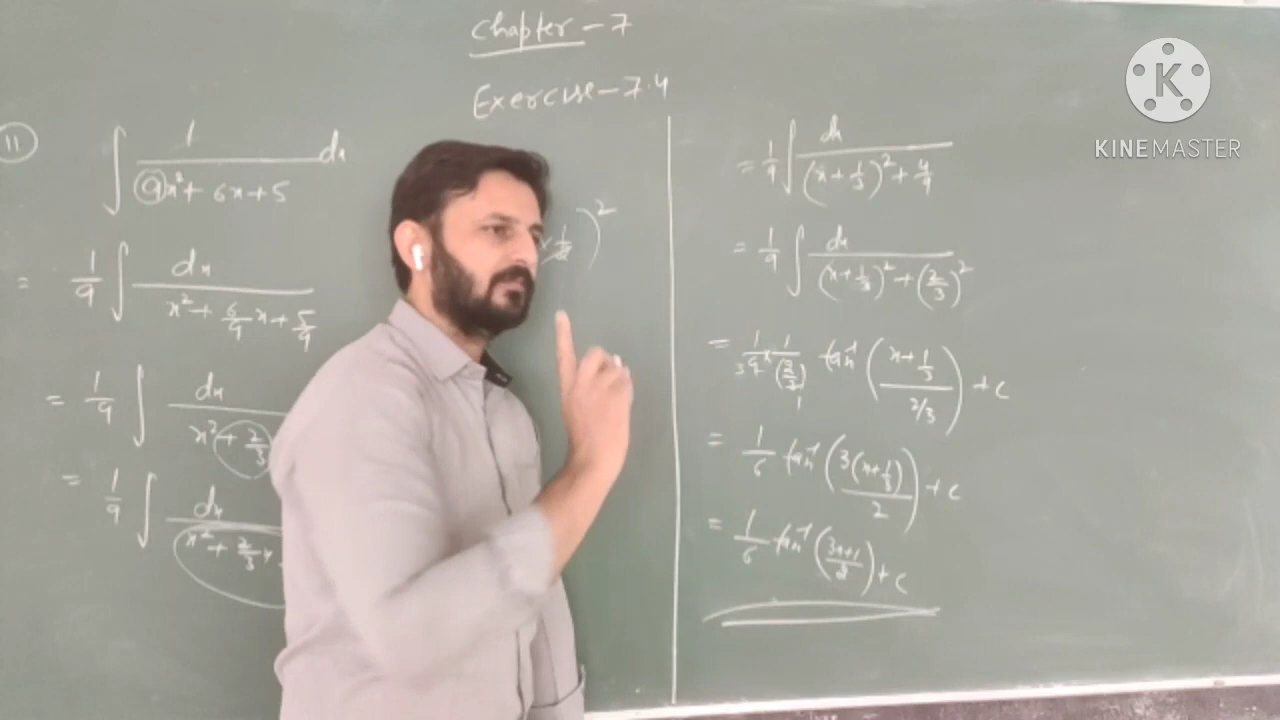 Chapter - 7
Exercise - 7.4
11 ∫ 1/(9x² + 6x + 5) dx
= 1/9 ∫ dx/(x² + 6/9 x + 5/9)
= 1/9 ∫ dx/(x² + 2/3
= 1/9 ∫ dx/(x² + 2/3 x
× 1/2)²
= 1/9 ∫ dx/((x + 1/3)² + 4/9)
= 1/9 ∫ dx/((x + 1/3)² + (2/3)²)
= 1/9 × 1/(2/3) tan⁻¹((x + 1/3)/(2/3)) + c
= 1/6 tan⁻¹(3(x + 1/3)/2) + c
= 1/6 tan⁻¹((3x+1)/2) + c
K
KINEMASTER